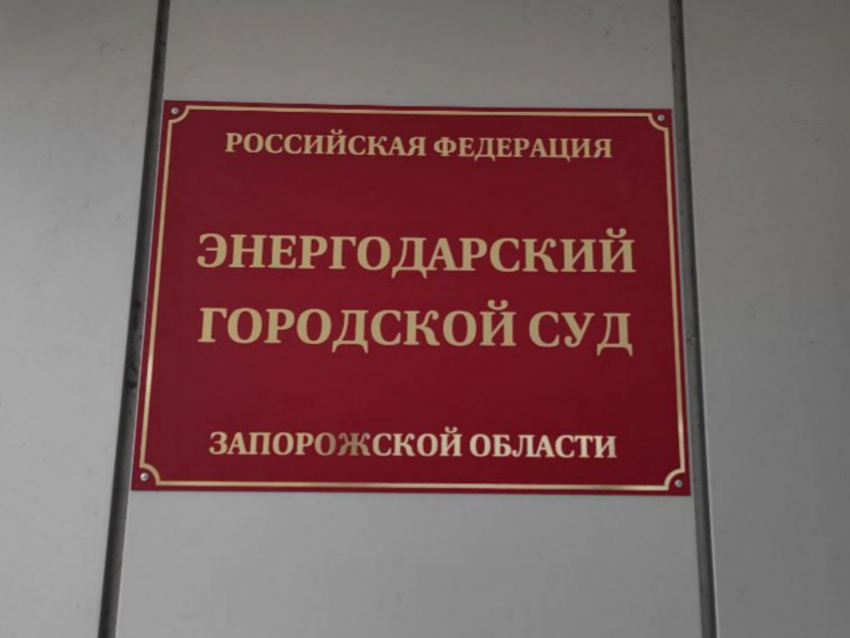 РОССИЙСКАЯ ФЕДЕРАЦИЯ
ЭНЕРГОДАРСКИЙ
ГОРОДСКОЙ СУД
ЗАПОРОЖСКОЙ ОБЛАСТИ